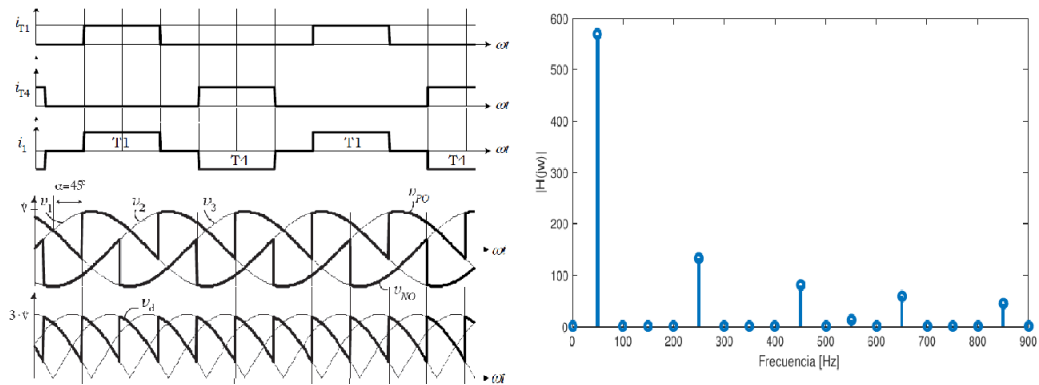 i_T1
ωt
i_T4
ωt
i_1
T1
T4
T1
T4
ωt
α=45°
v̂
v_1
v_2
v_3
v_PO
ωt
v_NO
3·v̂
v_d
ωt
|H(jw)|
600
500
400
300
200
100
0
0 100 200 300 400 500 600 700 800 900
Frecuencia [Hz]